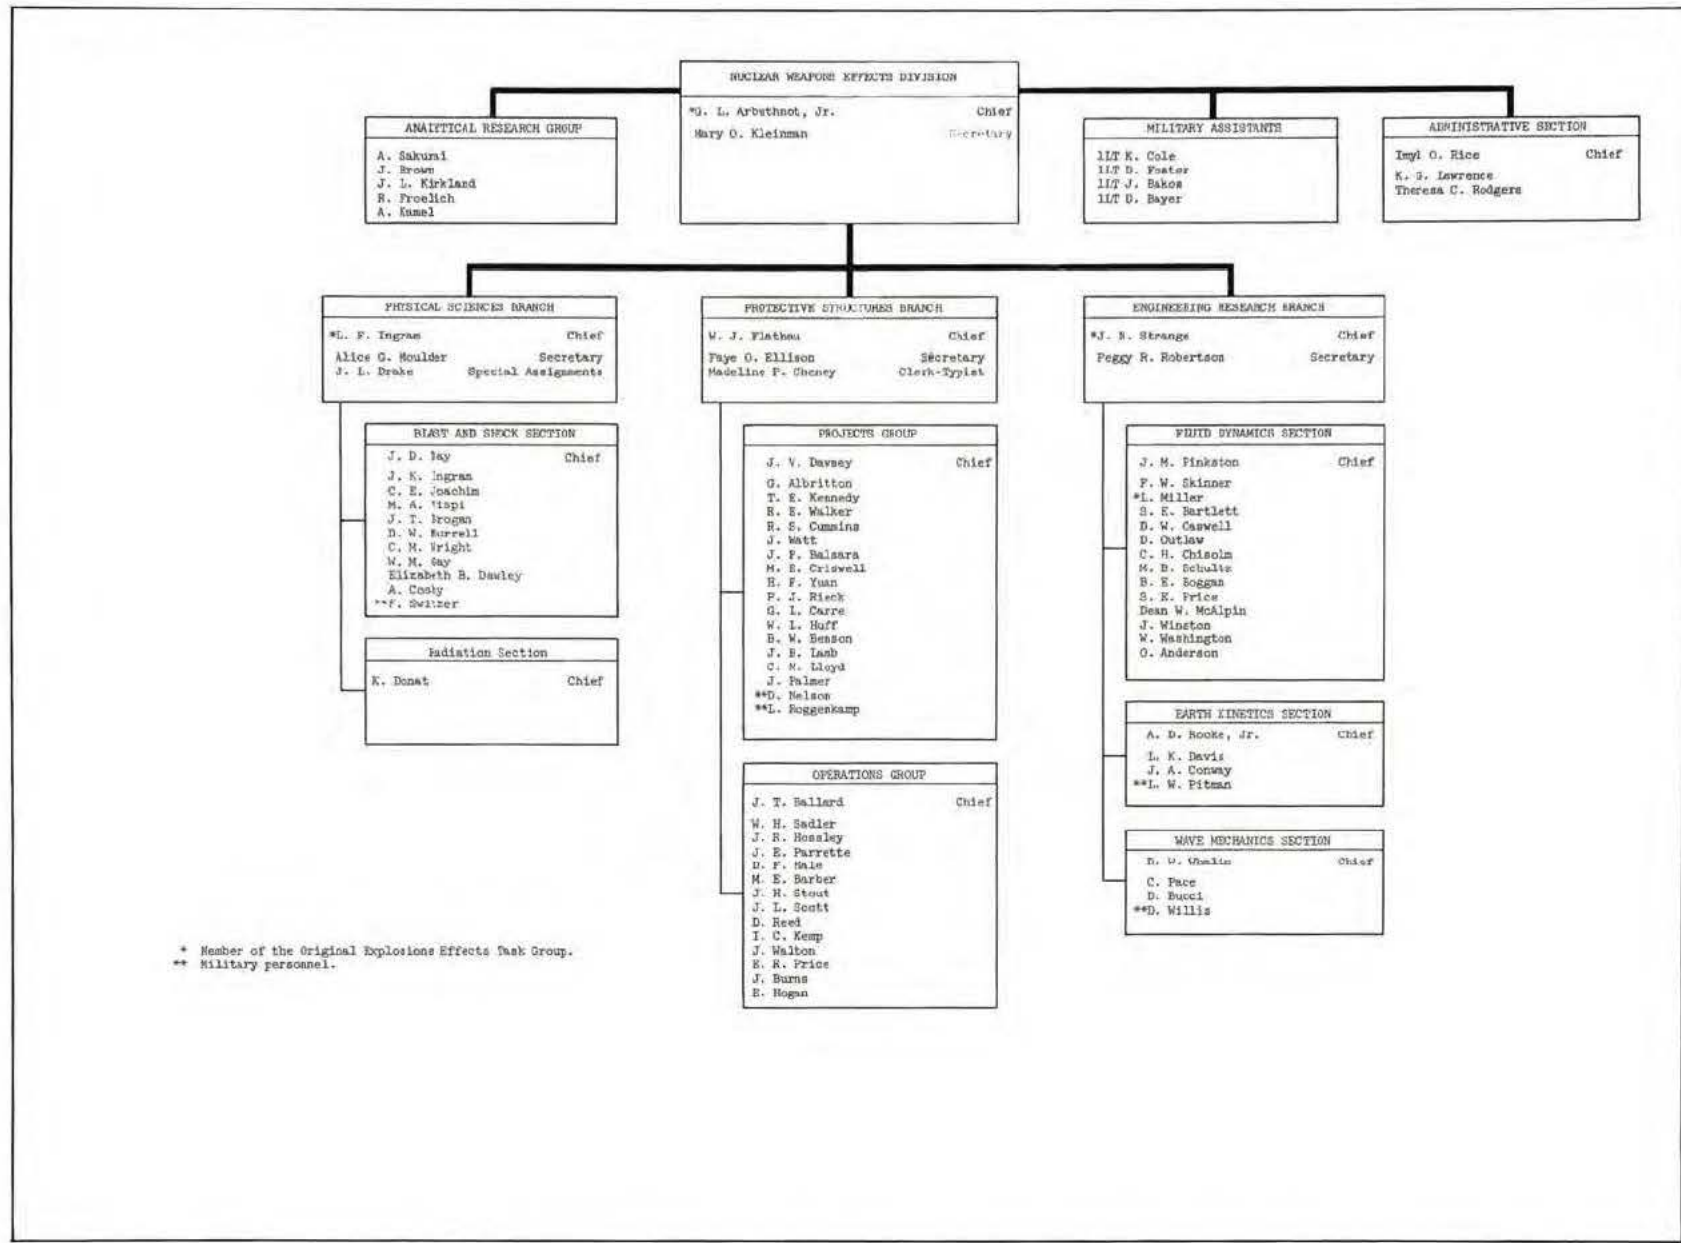 NUCLEAR WEAPONS EFFECTS DIVISION
*G. L. Arbuthnot, Jr. Chief
Mary O. Kleinman Secretary
ANALYTICAL RESEARCH GROUP
A. Sakurai
J. Brown
J. L. Kirkland
R. Froelich
A. Kamel
MILITARY ASSISTANTS
1LT K. Cole
1LT D. Foster
1LT J. Bakos
1LT D. Bayer
ADMINISTRATIVE SECTION
Imyl O. Rice Chief
K. G. Lawrence
Theresa C. Rodgers
PHYSICAL SCIENCES BRANCH
*L. F. Ingram Chief
Alice G. Moulder Secretary
J. L. Drake Special Assignments
BLAST AND SHOCK SECTION
J. D. Day Chief
J. K. Ingram
C. E. Joachim
M. A. Vispi
J. T. Brogan
D. W. Murrell
C. M. Wright
W. M. Gay
Elizabeth B. Dawley
A. Cosby
**F. Switzer
Radiation Section
K. Donat Chief
PROTECTIVE STRUCTURES BRANCH
W. J. Flathau Chief
Faye O. Ellison Secretary
Madeline P. Cheney Clerk-Typist
PROJECTS GROUP
J. V. Dawsey Chief
G. Albritton
T. E. Kennedy
R. E. Walker
R. S. Cummins
J. Watt
J. P. Balsara
M. E. Criswell
H. F. Yuan
P. J. Rieck
G. L. Carre
W. L. Huff
B. W. Benson
J. B. Lamb
C. M. Lloyd
J. Palmer
**D. Nelson
**L. Roggenkamp
OPERATIONS GROUP
J. T. Ballard Chief
W. H. Sadler
J. R. Hossley
J. E. Parrette
D. F. Hale
M. E. Barber
J. H. Stout
J. L. Scott
D. Reed
I. C. Kemp
J. Walton
E. R. Price
J. Burns
E. Hogan
ENGINEERING RESEARCH BRANCH
*J. N. Strange Chief
Peggy R. Robertson Secretary
FLUID DYNAMICS SECTION
J. M. Pinkston Chief
F. W. Skinner
*L. Miller
S. E. Bartlett
D. W. Caswell
D. Outlaw
C. H. Chisolm
M. B. Schultz
B. E. Boggan
S. E. Price
Dean W. McAlpin
J. Winston
W. Washington
O. Anderson
EARTH KINETICS SECTION
A. D. Rooke, Jr. Chief
L. K. Davis
J. A. Conway
**L. W. Pitman
WAVE MECHANICS SECTION
R. W. Whalin Chief
C. Pace
D. Bucci
**D. Willis
* Member of the Original Explosions Effects Task Group.
** Military personnel.